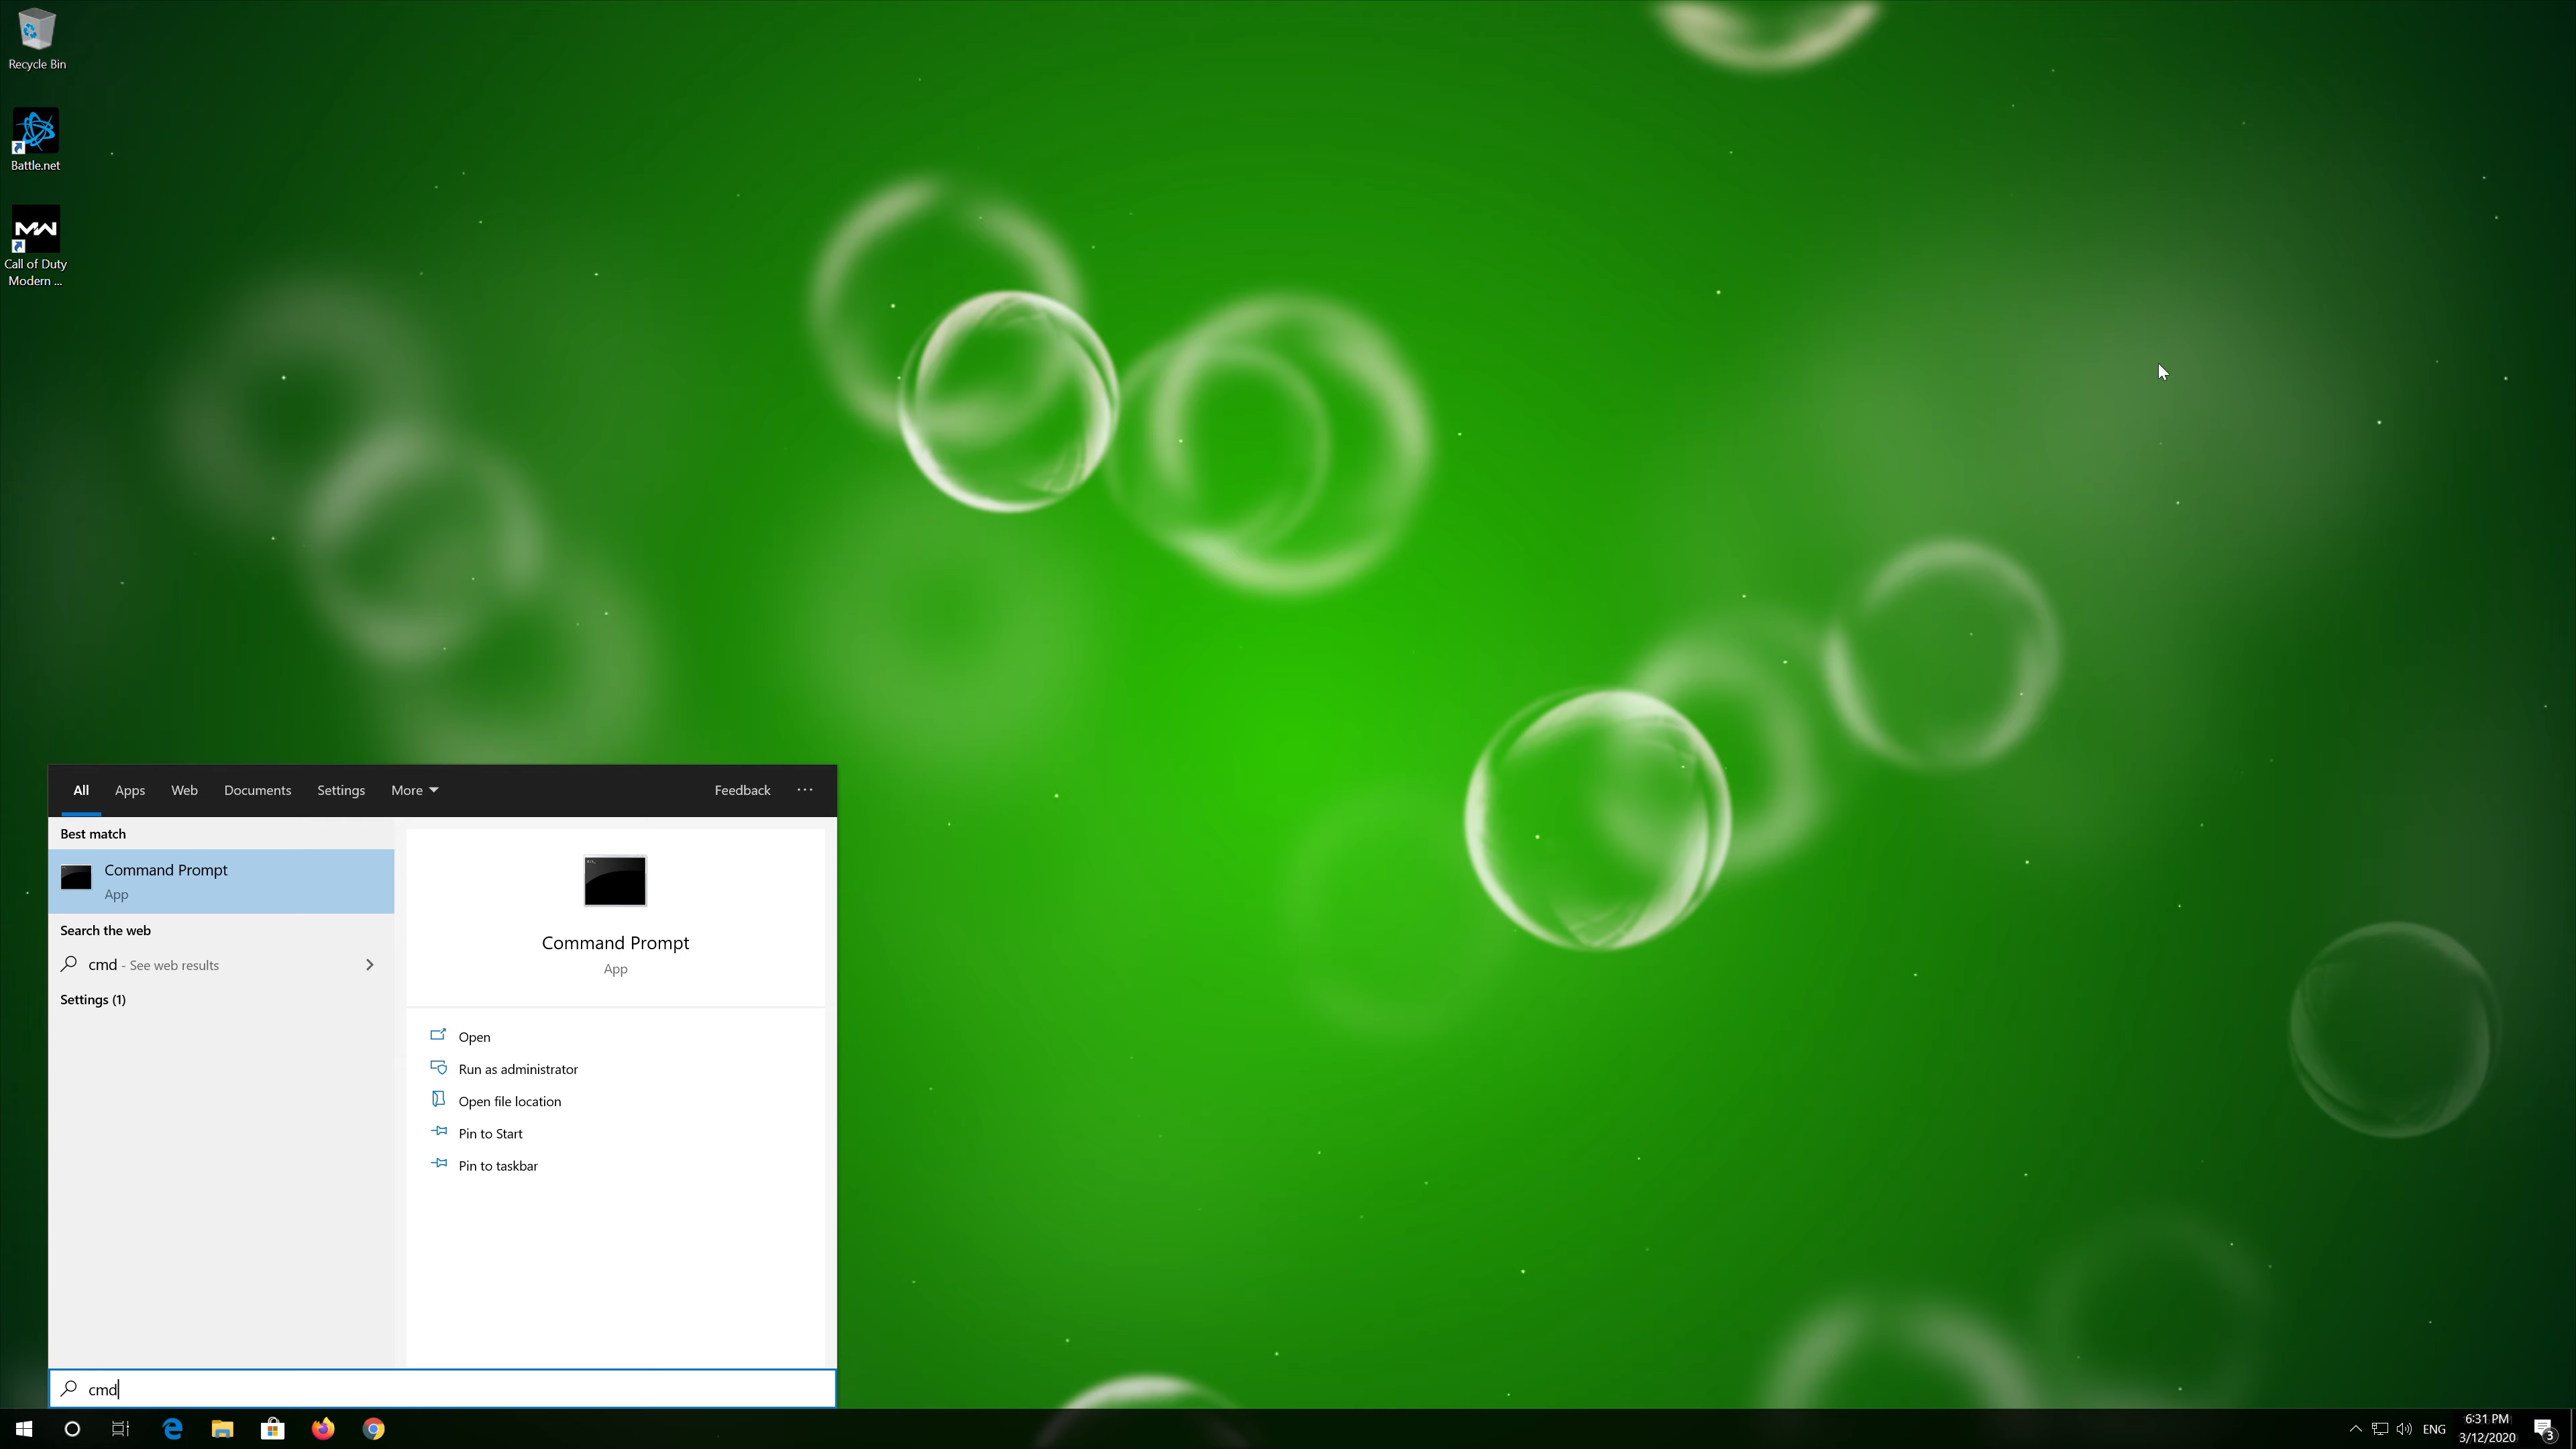 Recycle Bin
Battle.net
MW
Call of Duty
Modern ...
All Apps Web Documents Settings More Feedback ...
Best match
Command Prompt
App
Search the web
cmd - See web results
Settings (1)
Command Prompt
App
Open
Run as administrator
Open file location
Pin to Start
Pin to taskbar
cmd
ENG
6:31 PM
3/12/2020
3